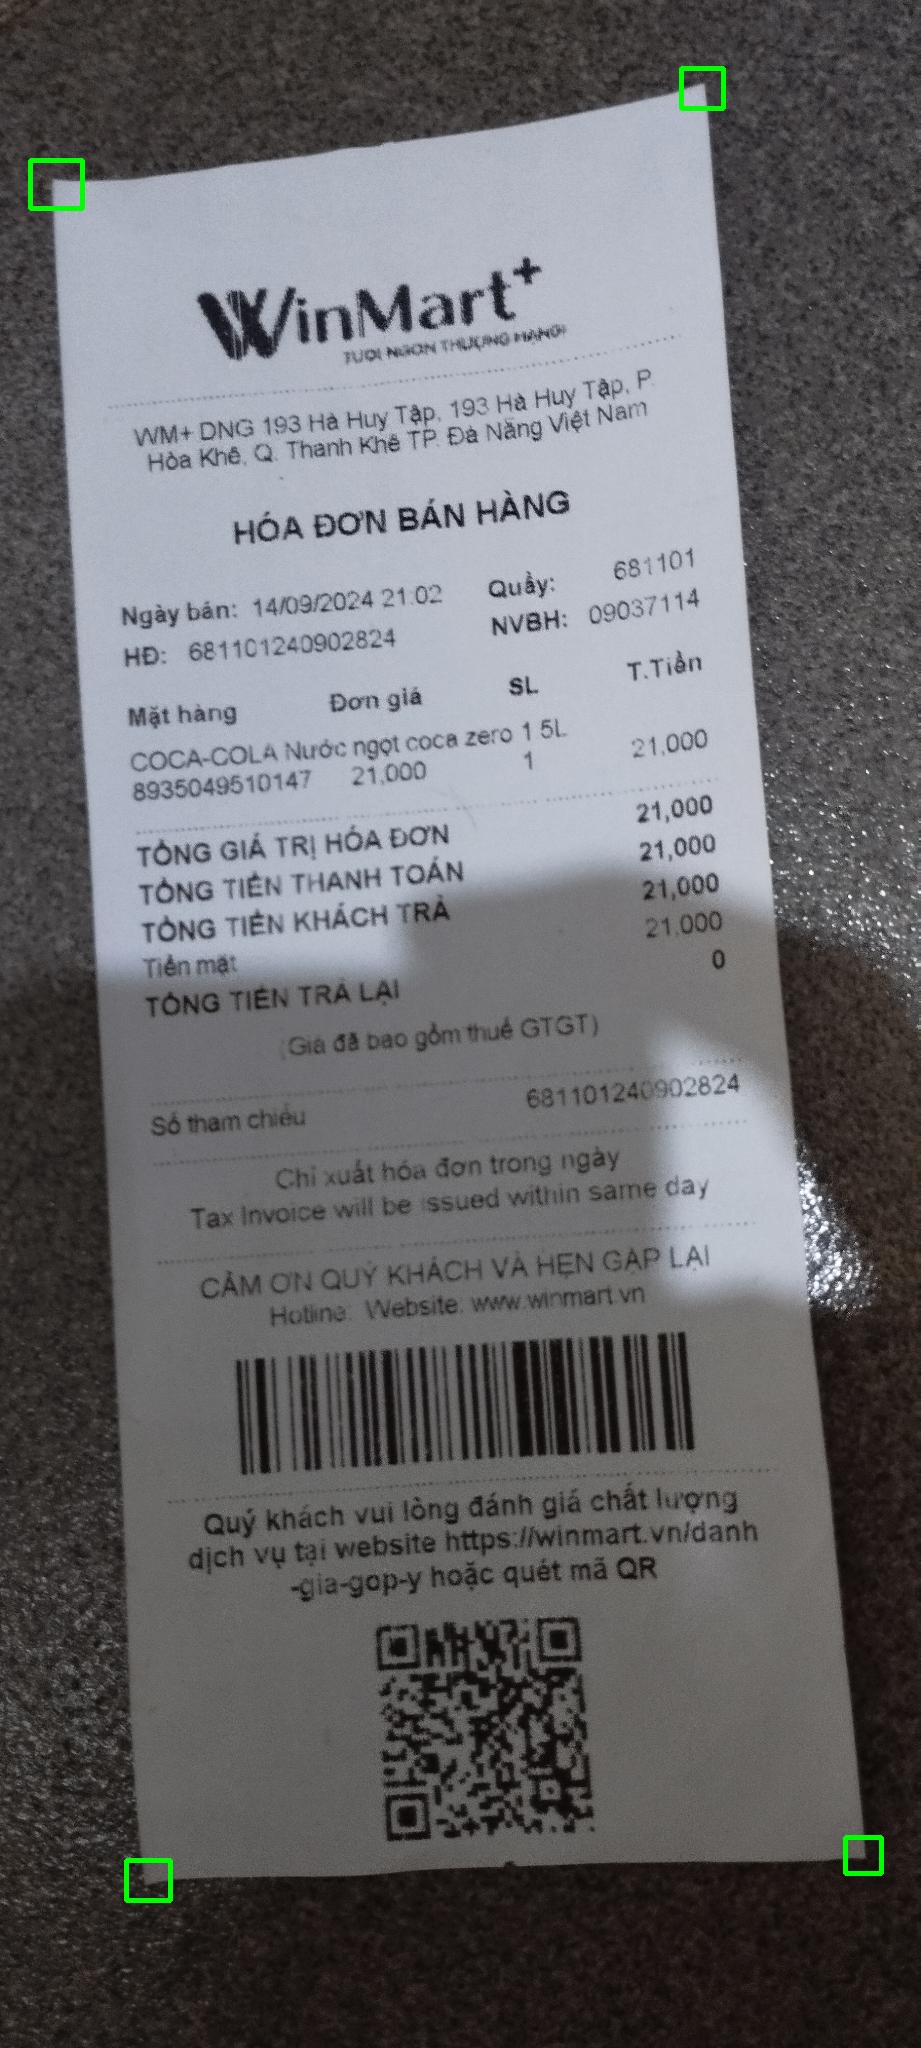 WinMart+
TƯƠI NGON THƯỢNG HẠNG!
WM+ DNG 193 Hà Huy Tập, 193 Hà Huy Tập, P.
Hòa Khê, Q. Thanh Khê TP. Đà Nẵng Việt Nam
HÓA ĐƠN BÁN HÀNG
Ngày bán: 14/09/2024 21:02 Quầy: 681101
HĐ: 681101240902824 NVBH: 09037114
Mặt hàng Đơn giá SL T.Tiền
COCA-COLA Nước ngọt coca zero 1.5L
8935049510147 21,000 1 21,000
TỔNG GIÁ TRỊ HÓA ĐƠN 21,000
TỔNG TIỀN THANH TOÁN 21,000
TỔNG TIỀN KHÁCH TRẢ 21,000
Tiền mặt 21,000
TỔNG TIỀN TRẢ LẠI 0
(Giá đã bao gồm thuế GTGT)
Số tham chiếu 681101240902824
Chỉ xuất hóa đơn trong ngày
Tax Invoice will be issued within same day
CẢM ƠN QUÝ KHÁCH VÀ HẸN GẶP LẠI
Hotline: Website: www.winmart.vn
Quý khách vui lòng đánh giá chất lượng
dịch vụ tại website https://winmart.vn/danh
-gia-gop-y hoặc quét mã QR